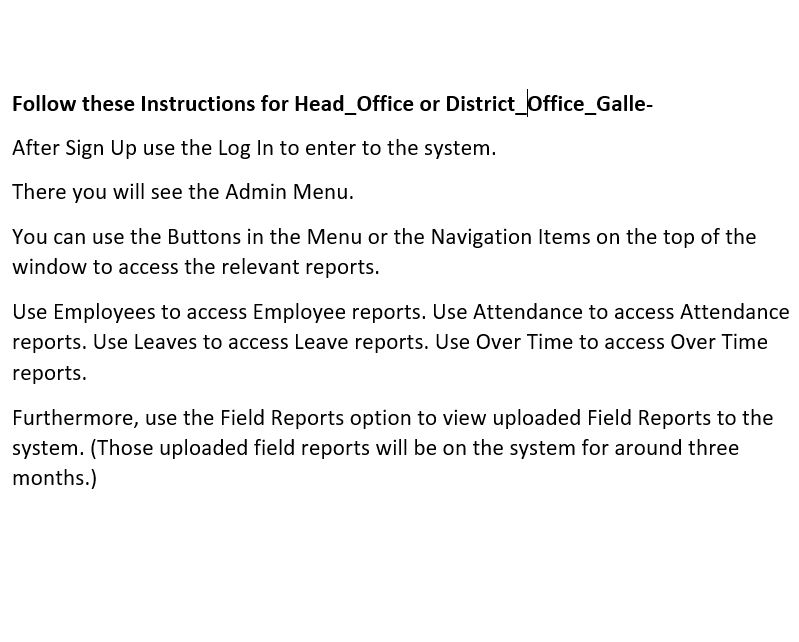 Follow these Instructions for Head_Office or District_Office_Galle-
After Sign Up use the Log In to enter to the system.
There you will see the Admin Menu.
You can use the Buttons in the Menu or the Navigation Items on the top of the
window to access the relevant reports.
Use Employees to access Employee reports. Use Attendance to access Attendance
reports. Use Leaves to access Leave reports. Use Over Time to access Over Time
reports.
Furthermore, use the Field Reports option to view uploaded Field Reports to the
system. (Those uploaded field reports will be on the system for around three
months.)